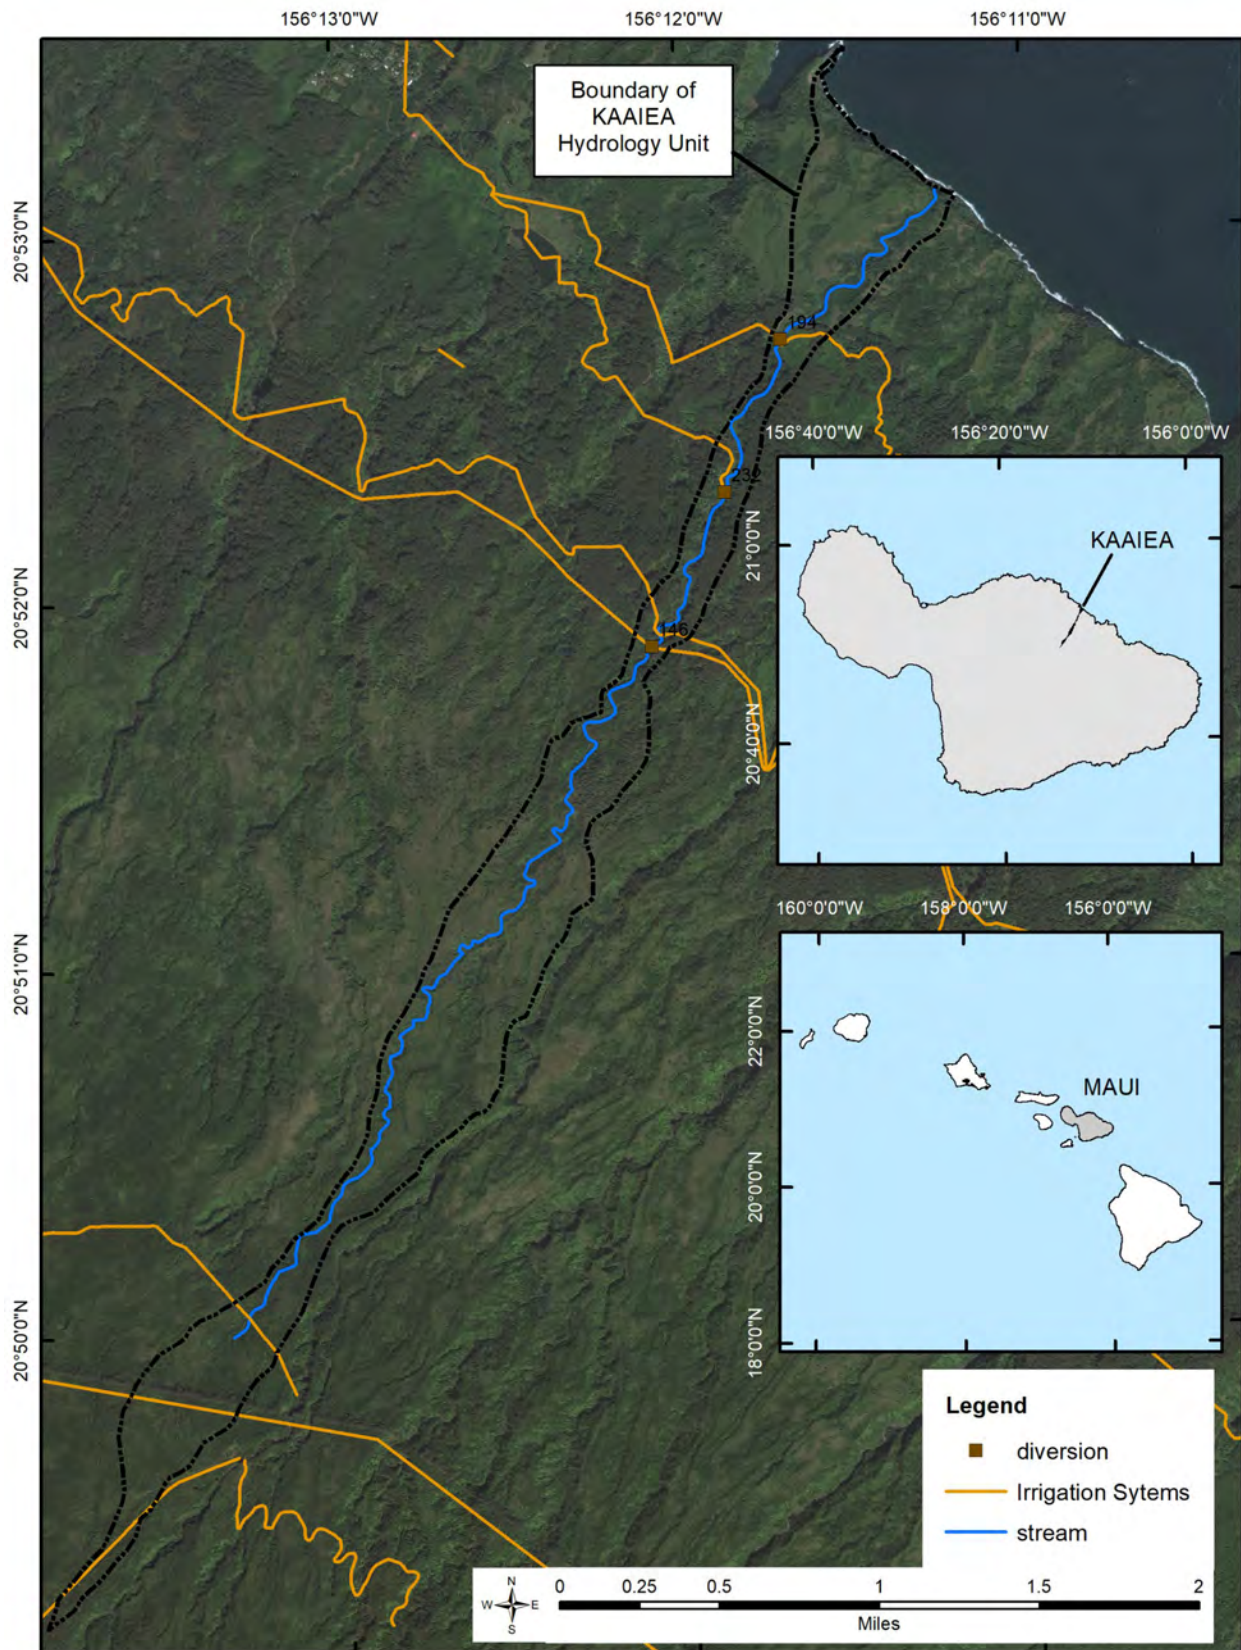 156°13'0"W
156°12'0"W
156°11'0"W
Boundary of
KAAIEA
Hydrology Unit
20°53'0"N
194
232
20°52'0"N
146
20°51'0"N
20°50'0"N
156°40'0"W
156°20'0"W
156°0'0"W
21°0'0"N
KAAIEA
20°40'0"N
160°0'0"W
158°0'0"W
156°0'0"W
22°0'0"N
MAUI
20°0'0"N
18°0'0"N
Legend
diversion
Irrigation Sytems
stream
N
W E
S
0 0.25 0.5 1 1.5 2
Miles